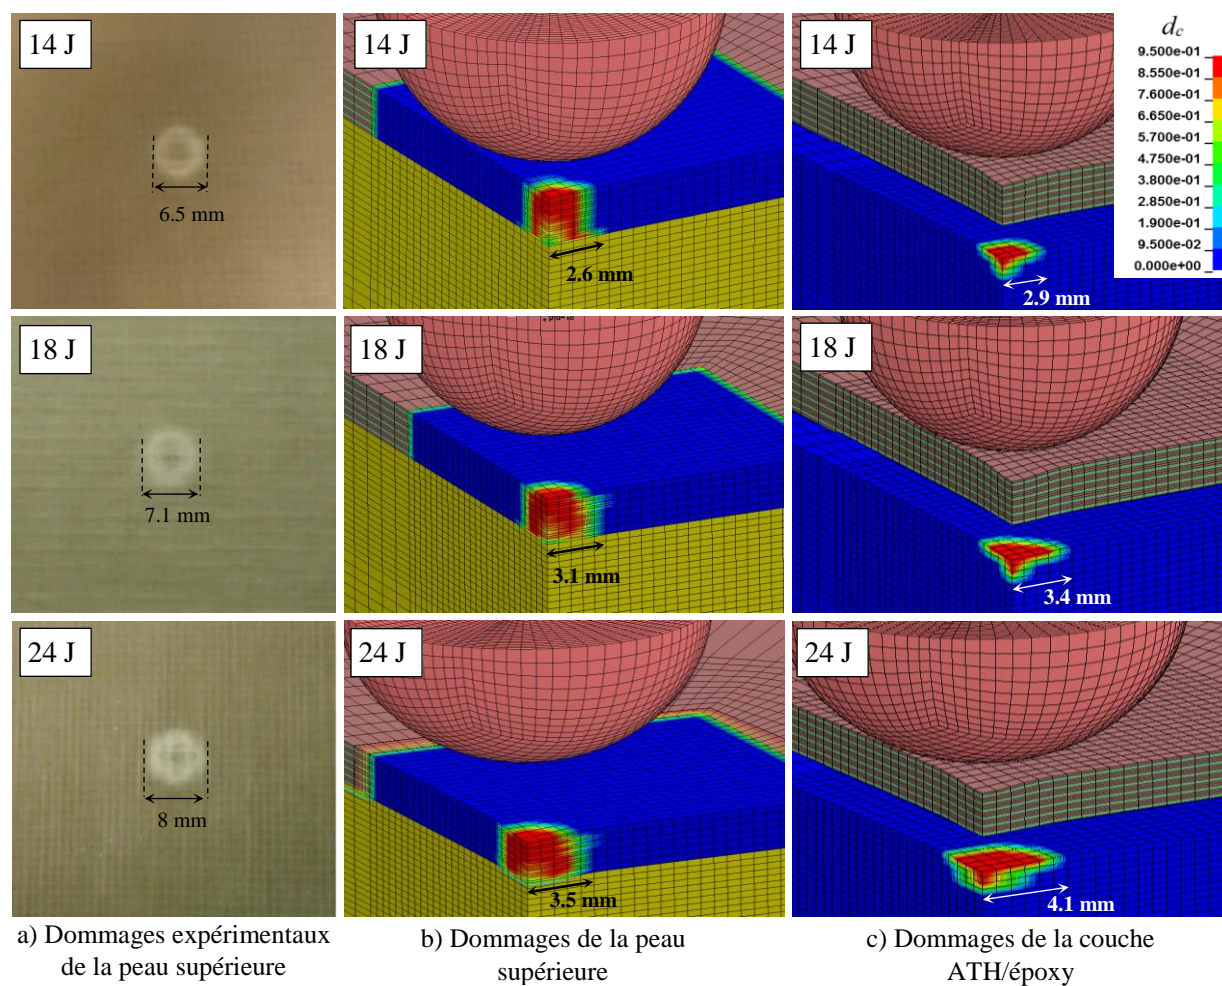 14 J
14 J
14 J
d_c
9.500e-01
8.550e-01
7.600e-01
6.650e-01
5.700e-01
4.750e-01
3.800e-01
2.850e-01
1.900e-01
9.500e-02
0.000e+00
6.5 mm
2.6 mm
2.9 mm
18 J
18 J
18 J
7.1 mm
3.1 mm
3.4 mm
24 J
24 J
24 J
8 mm
3.5 mm
4.1 mm
a) Dommages expérimentaux
de la peau supérieure
b) Dommages de la peau
supérieure
c) Dommages de la couche
ATH/époxy